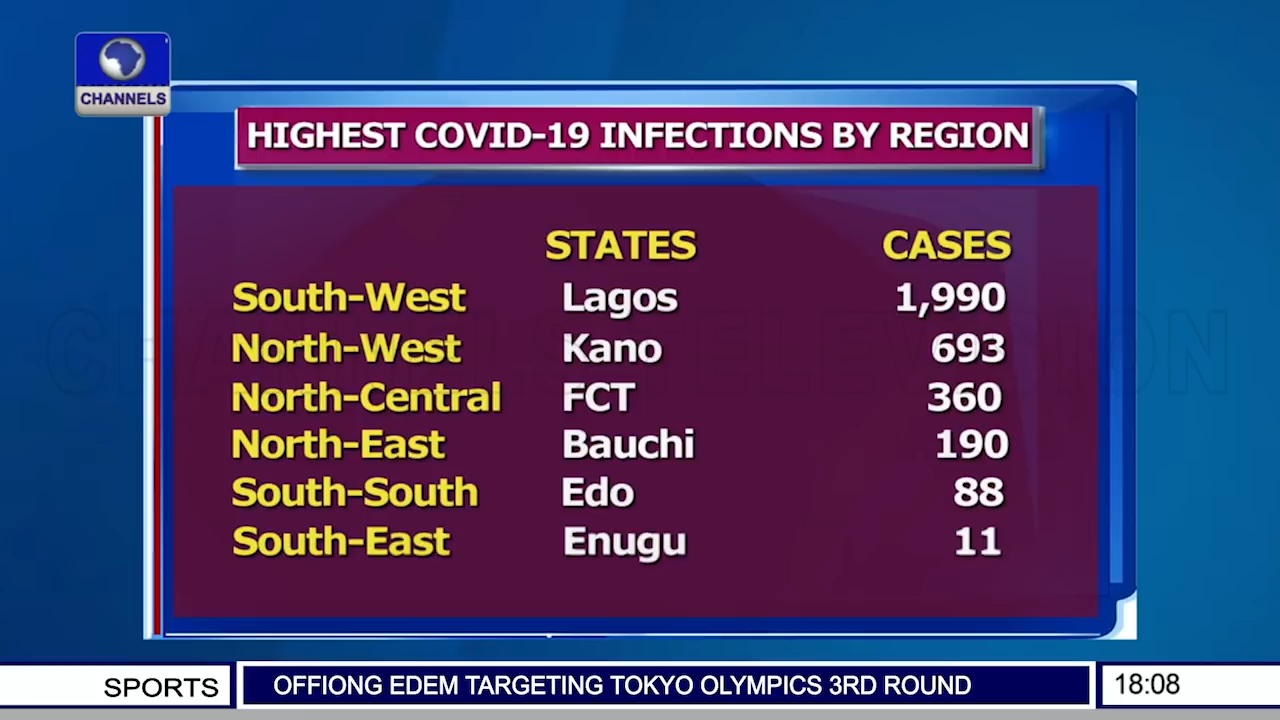 CHANNELS
HIGHEST COVID-19 INFECTIONS BY REGION
STATES CASES
South-West Lagos 1,990
North-West Kano 693
North-Central FCT 360
North-East Bauchi 190
South-South Edo 88
South-East Enugu 11
CHANNELS TELEVISION
SPORTS OFFIONG EDEM TARGETING TOKYO OLYMPICS 3RD ROUND 18:08